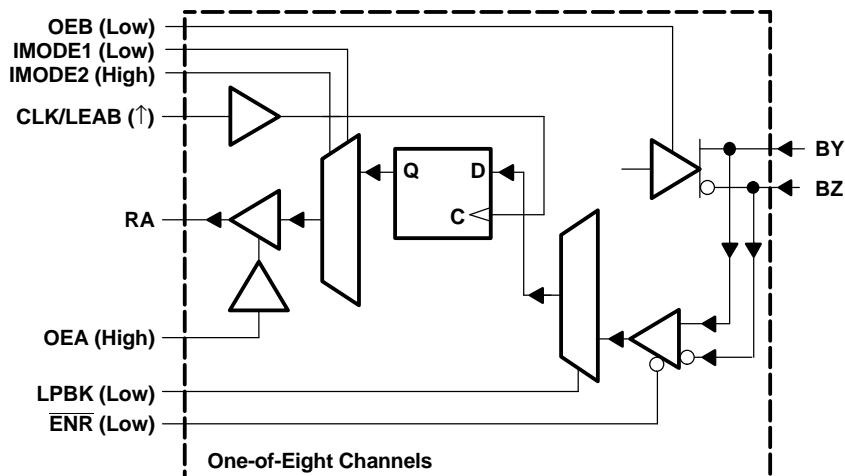 OEB (Low)
IMODE1 (Low)
IMODE2 (High)
CLK/LEAB (↑)
BY
Q
D
BZ
RA
C
OEA (High)
LPBK (Low)
ENR (Low)
One-of-Eight Channels